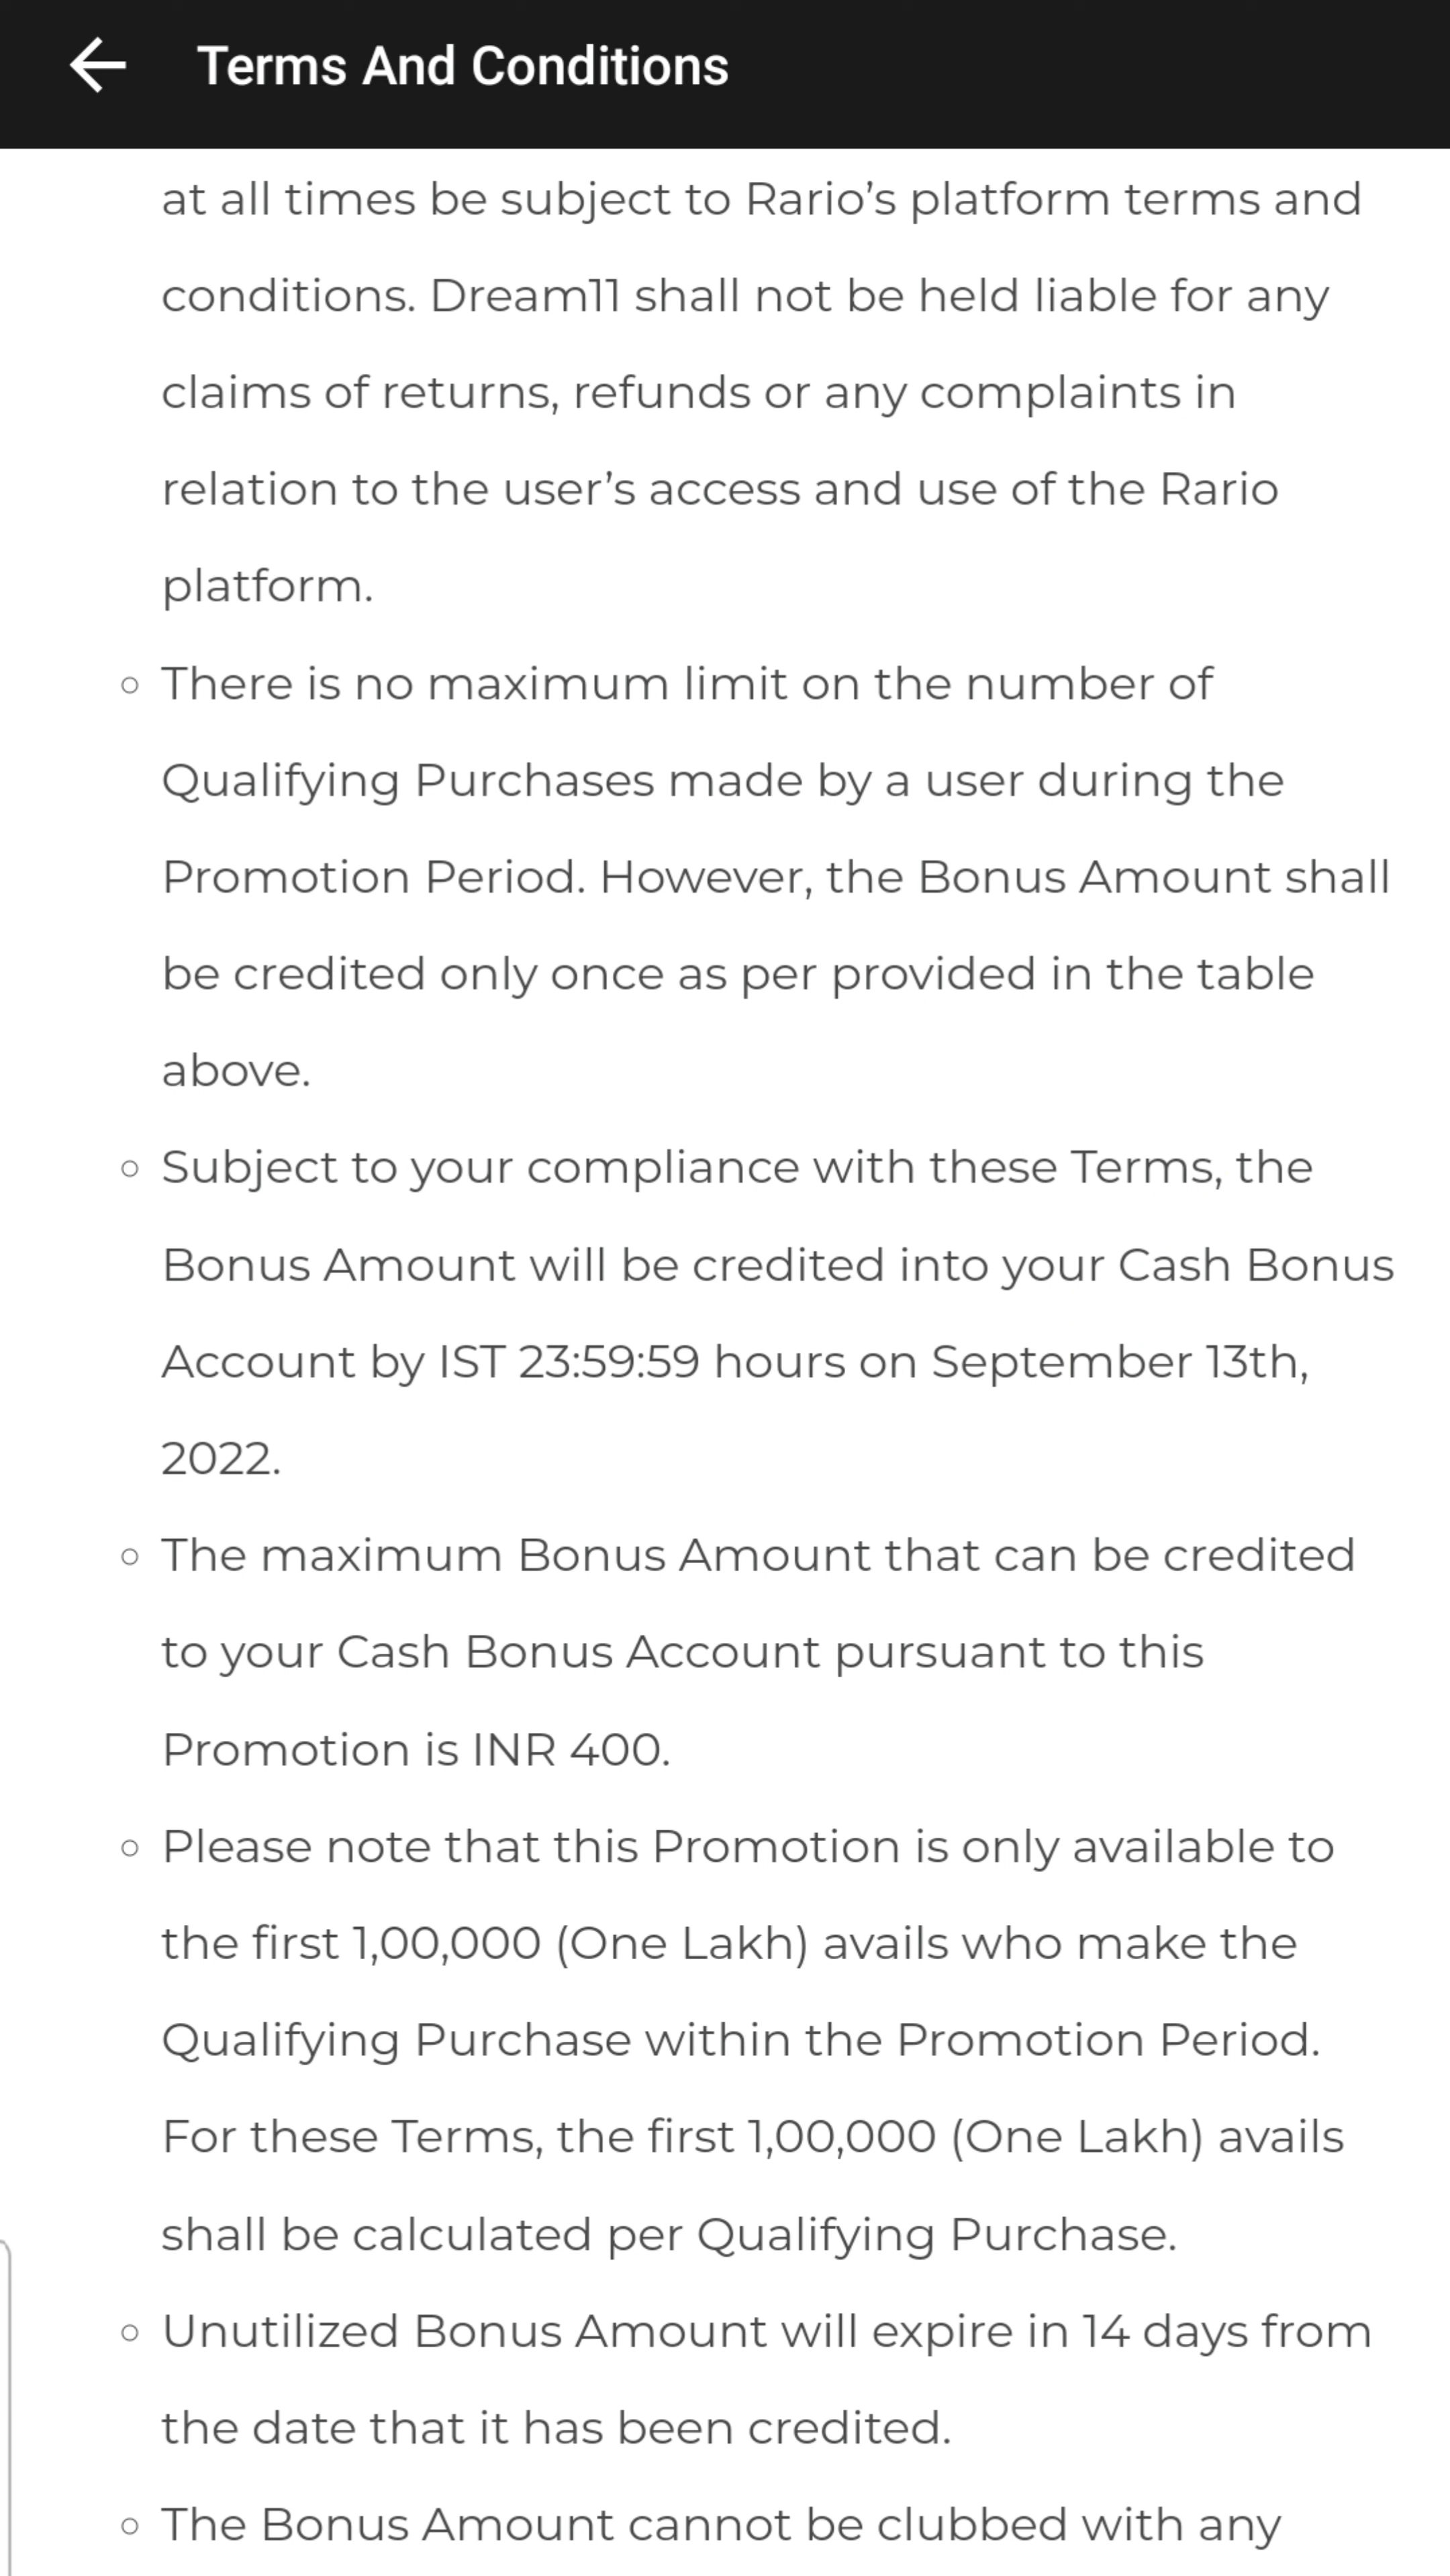 Terms And Conditions
at all times be subject to Rario’s platform terms and
conditions. Dream11 shall not be held liable for any
claims of returns, refunds or any complaints in
relation to the user’s access and use of the Rario
platform.
There is no maximum limit on the number of
Qualifying Purchases made by a user during the
Promotion Period. However, the Bonus Amount shall
be credited only once as per provided in the table
above.
Subject to your compliance with these Terms, the
Bonus Amount will be credited into your Cash Bonus
Account by IST 23:59:59 hours on September 13th,
2022.
The maximum Bonus Amount that can be credited
to your Cash Bonus Account pursuant to this
Promotion is INR 400.
Please note that this Promotion is only available to
the first 1,00,000 (One Lakh) avails who make the
Qualifying Purchase within the Promotion Period.
For these Terms, the first 1,00,000 (One Lakh) avails
shall be calculated per Qualifying Purchase.
Unutilized Bonus Amount will expire in 14 days from
the date that it has been credited.
The Bonus Amount cannot be clubbed with any